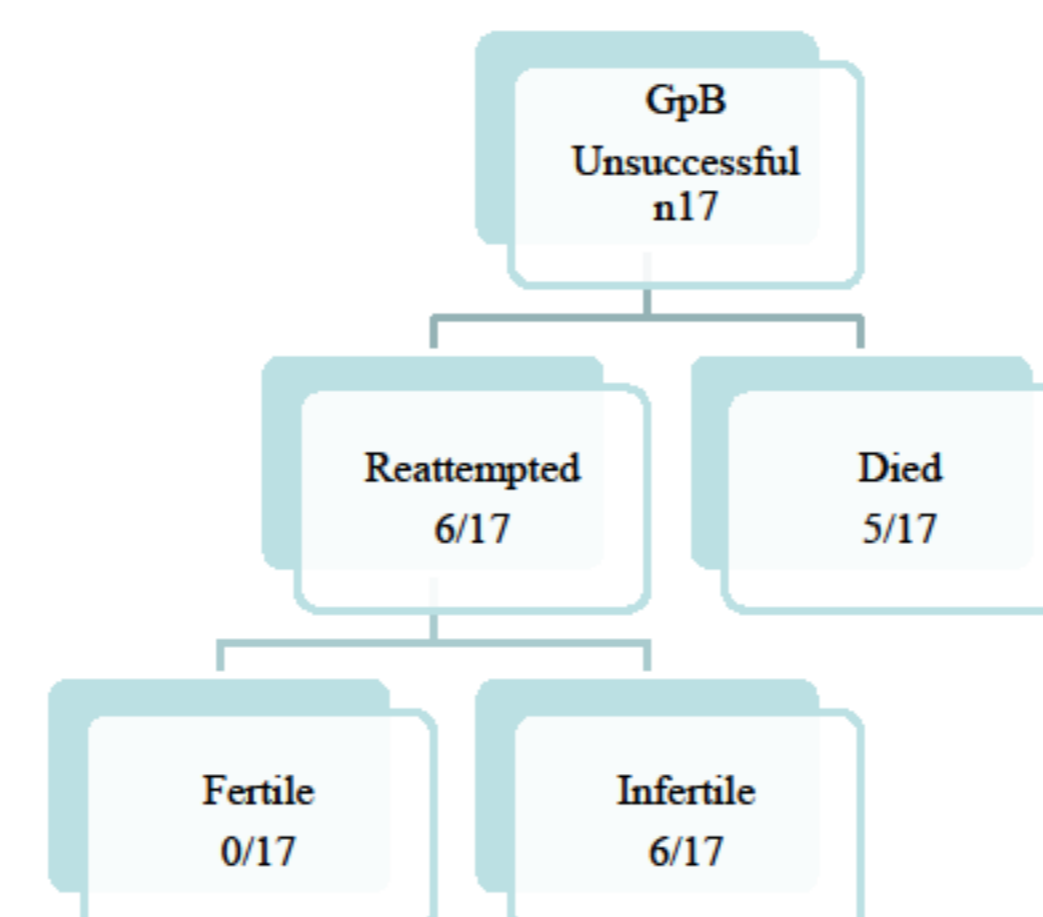 GpB
Unsuccessful
n17
Reattempted
6/17
Died
5/17
Fertile
0/17
Infertile
6/17